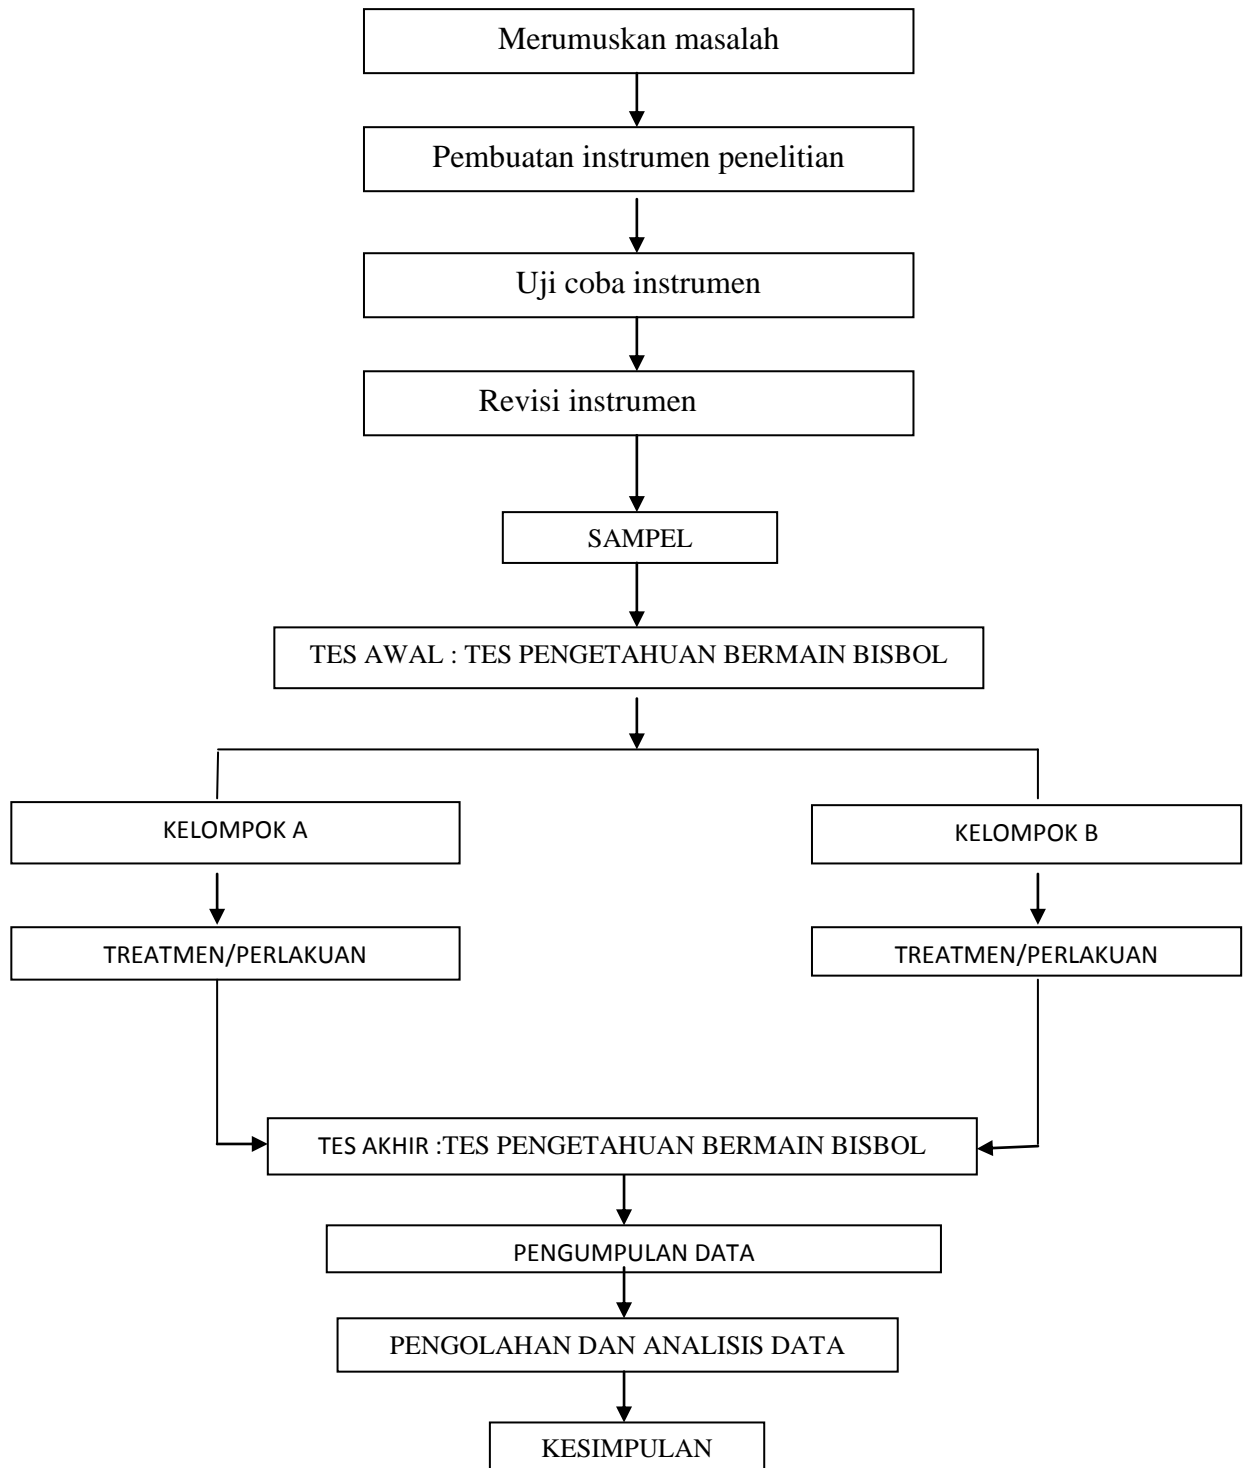 Merumuskan masalah
Pembuatan instrumen penelitian
Uji coba instrumen
Revisi instrumen
SAMPEL
TES AWAL : TES PENGETAHUAN BERMAIN BISBOL
KELOMPOK A
KELOMPOK B
TREATMEN/PERLAKUAN
TREATMEN/PERLAKUAN
TES AKHIR :TES PENGETAHUAN BERMAIN BISBOL
PENGUMPULAN DATA
PENGOLAHAN DAN ANALISIS DATA
KESIMPULAN